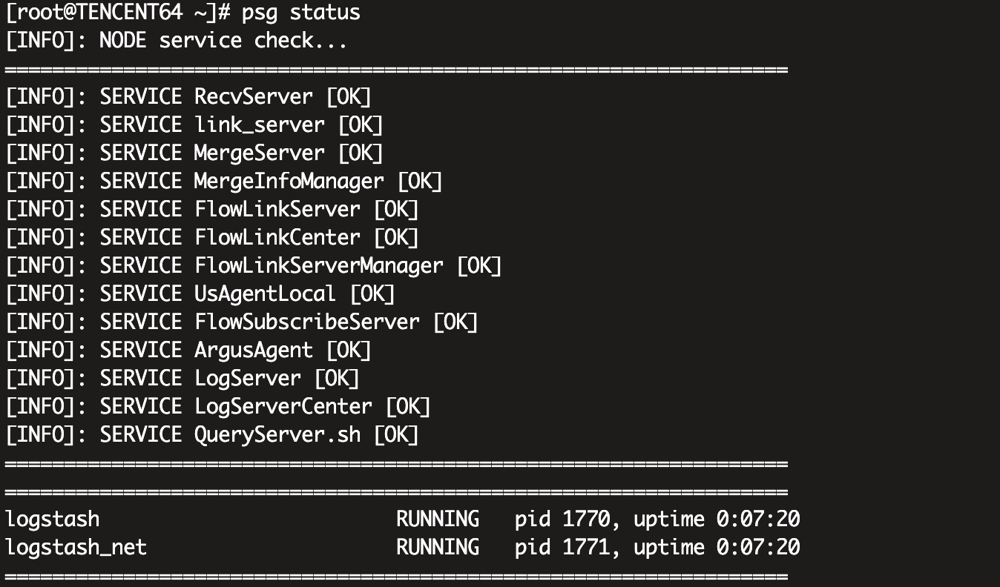 [root@TENCENT64 ~]# psg status
[INFO]: NODE service check...
==================================================================
[INFO]: SERVICE RecvServer [OK]
[INFO]: SERVICE link_server [OK]
[INFO]: SERVICE MergeServer [OK]
[INFO]: SERVICE MergeInfoManager [OK]
[INFO]: SERVICE FlowLinkServer [OK]
[INFO]: SERVICE FlowLinkCenter [OK]
[INFO]: SERVICE FlowLinkServerManager [OK]
[INFO]: SERVICE UsAgentLocal [OK]
[INFO]: SERVICE FlowSubscribeServer [OK]
[INFO]: SERVICE ArgusAgent [OK]
[INFO]: SERVICE LogServer [OK]
[INFO]: SERVICE LogServerCenter [OK]
[INFO]: SERVICE QueryServer.sh [OK]
==================================================================
==================================================================
logstash                         RUNNING   pid 1770, uptime 0:07:20
logstash_net                     RUNNING   pid 1771, uptime 0:07:20
==================================================================